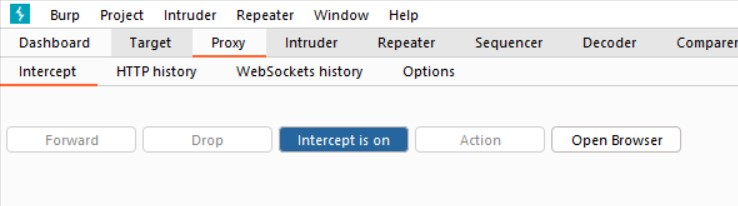 Burp Project Intruder Repeater Window Help
Dashboard Target Proxy Intruder Repeater Sequencer Decoder Comparer
Intercept HTTP history WebSockets history Options
Forward Drop Intercept is on Action Open Browser